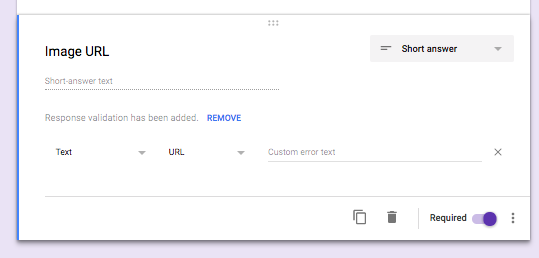 Image URL
Short answer
Short-answer text
Response validation has been added. REMOVE
Text URL Custom error text
Required